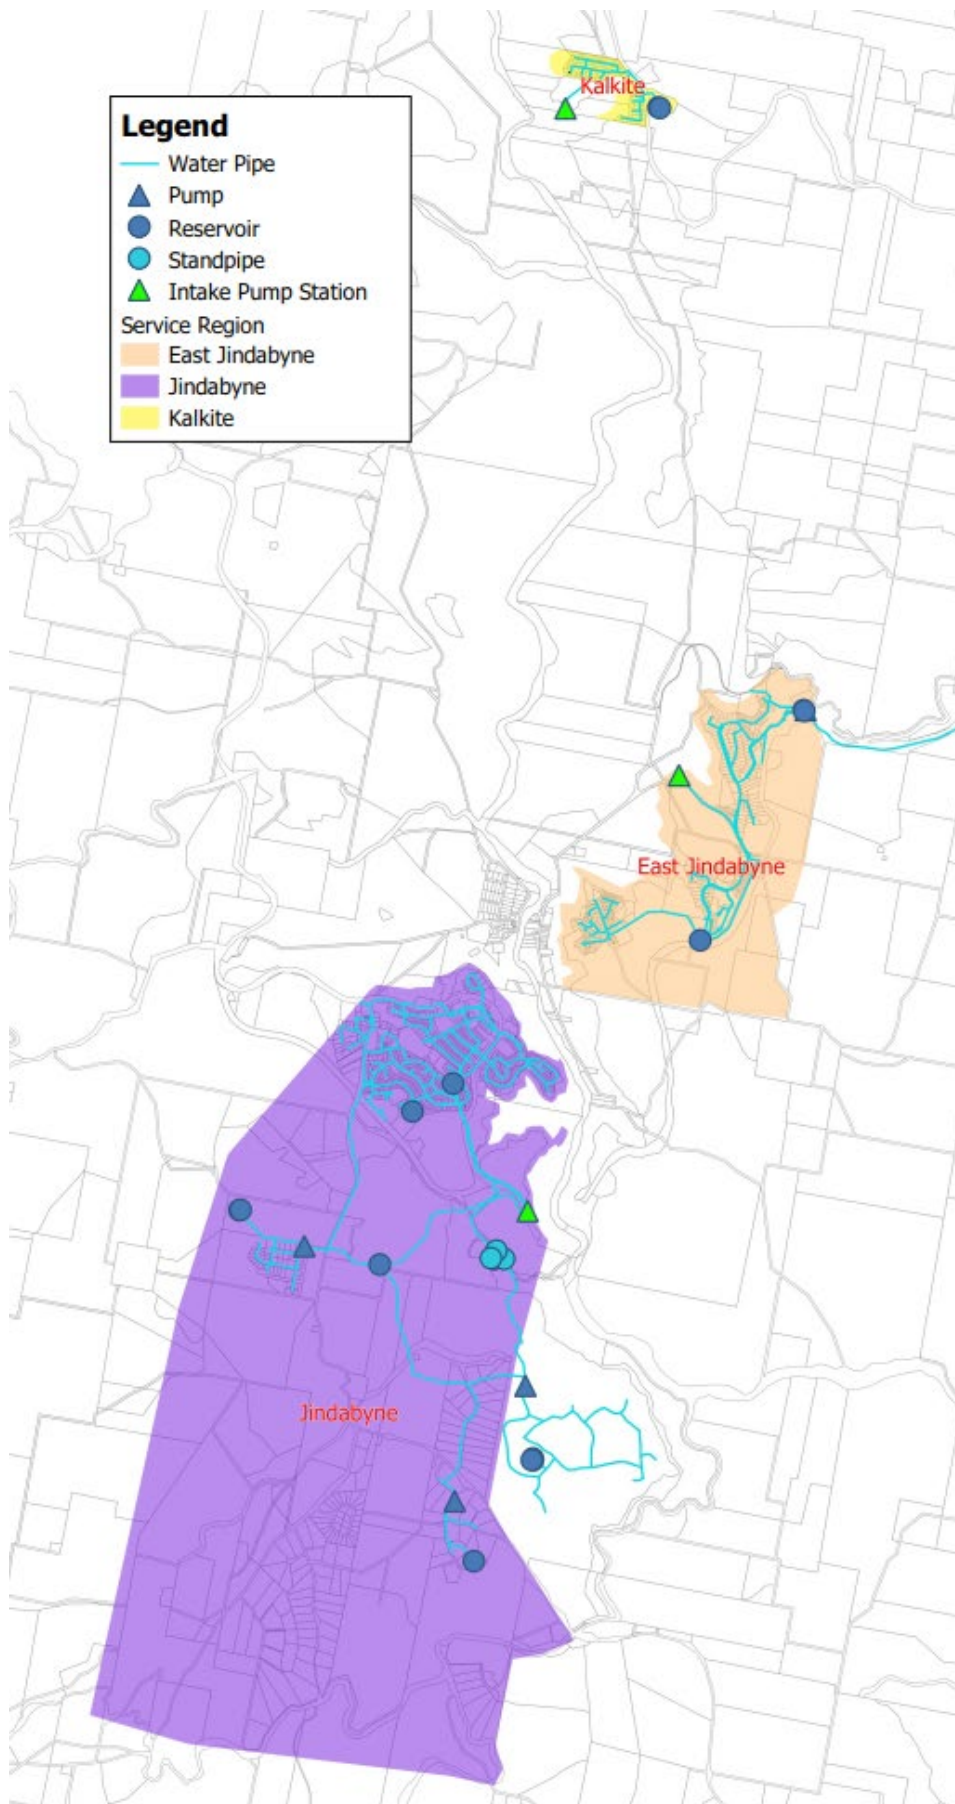 Kalkite
Legend
Water Pipe
Pump
Reservoir
Standpipe
Intake Pump Station
Service Region
East Jindabyne
Jindabyne
Kalkite
East Jindabyne
Jindabyne